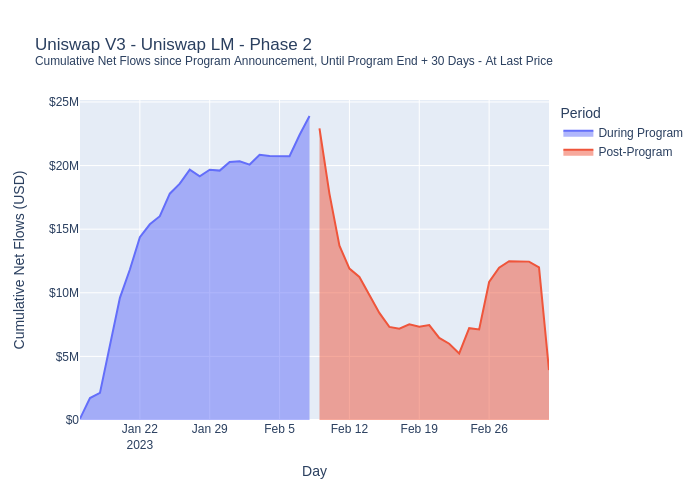 Uniswap V3 - Uniswap LM - Phase 2
Cumulative Net Flows since Program Announcement, Until Program End + 30 Days - At Last Price
Period
During Program
Post-Program
Cumulative Net Flows (USD)
$25M
$20M
$15M
$10M
$5M
$0
Jan 22
2023
Jan 29
Feb 5
Feb 12
Feb 19
Feb 26
Day